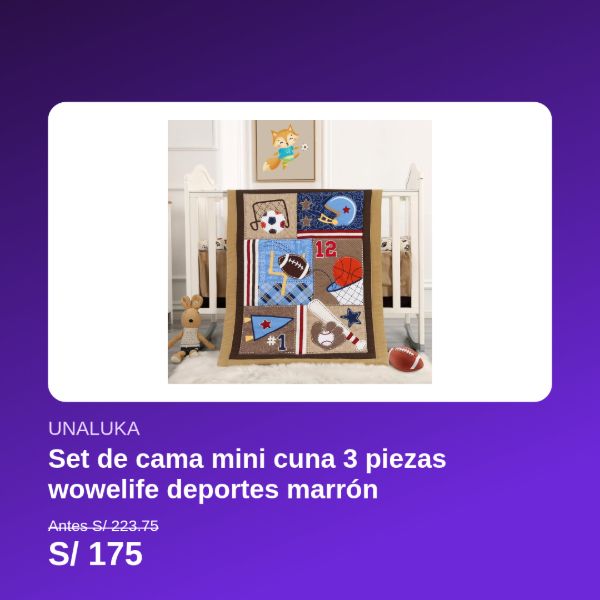 12
#1
UNALUKA
Set de cama mini cuna 3 piezas
wowelife deportes marrón
Antes S/ 223.75
S/ 175